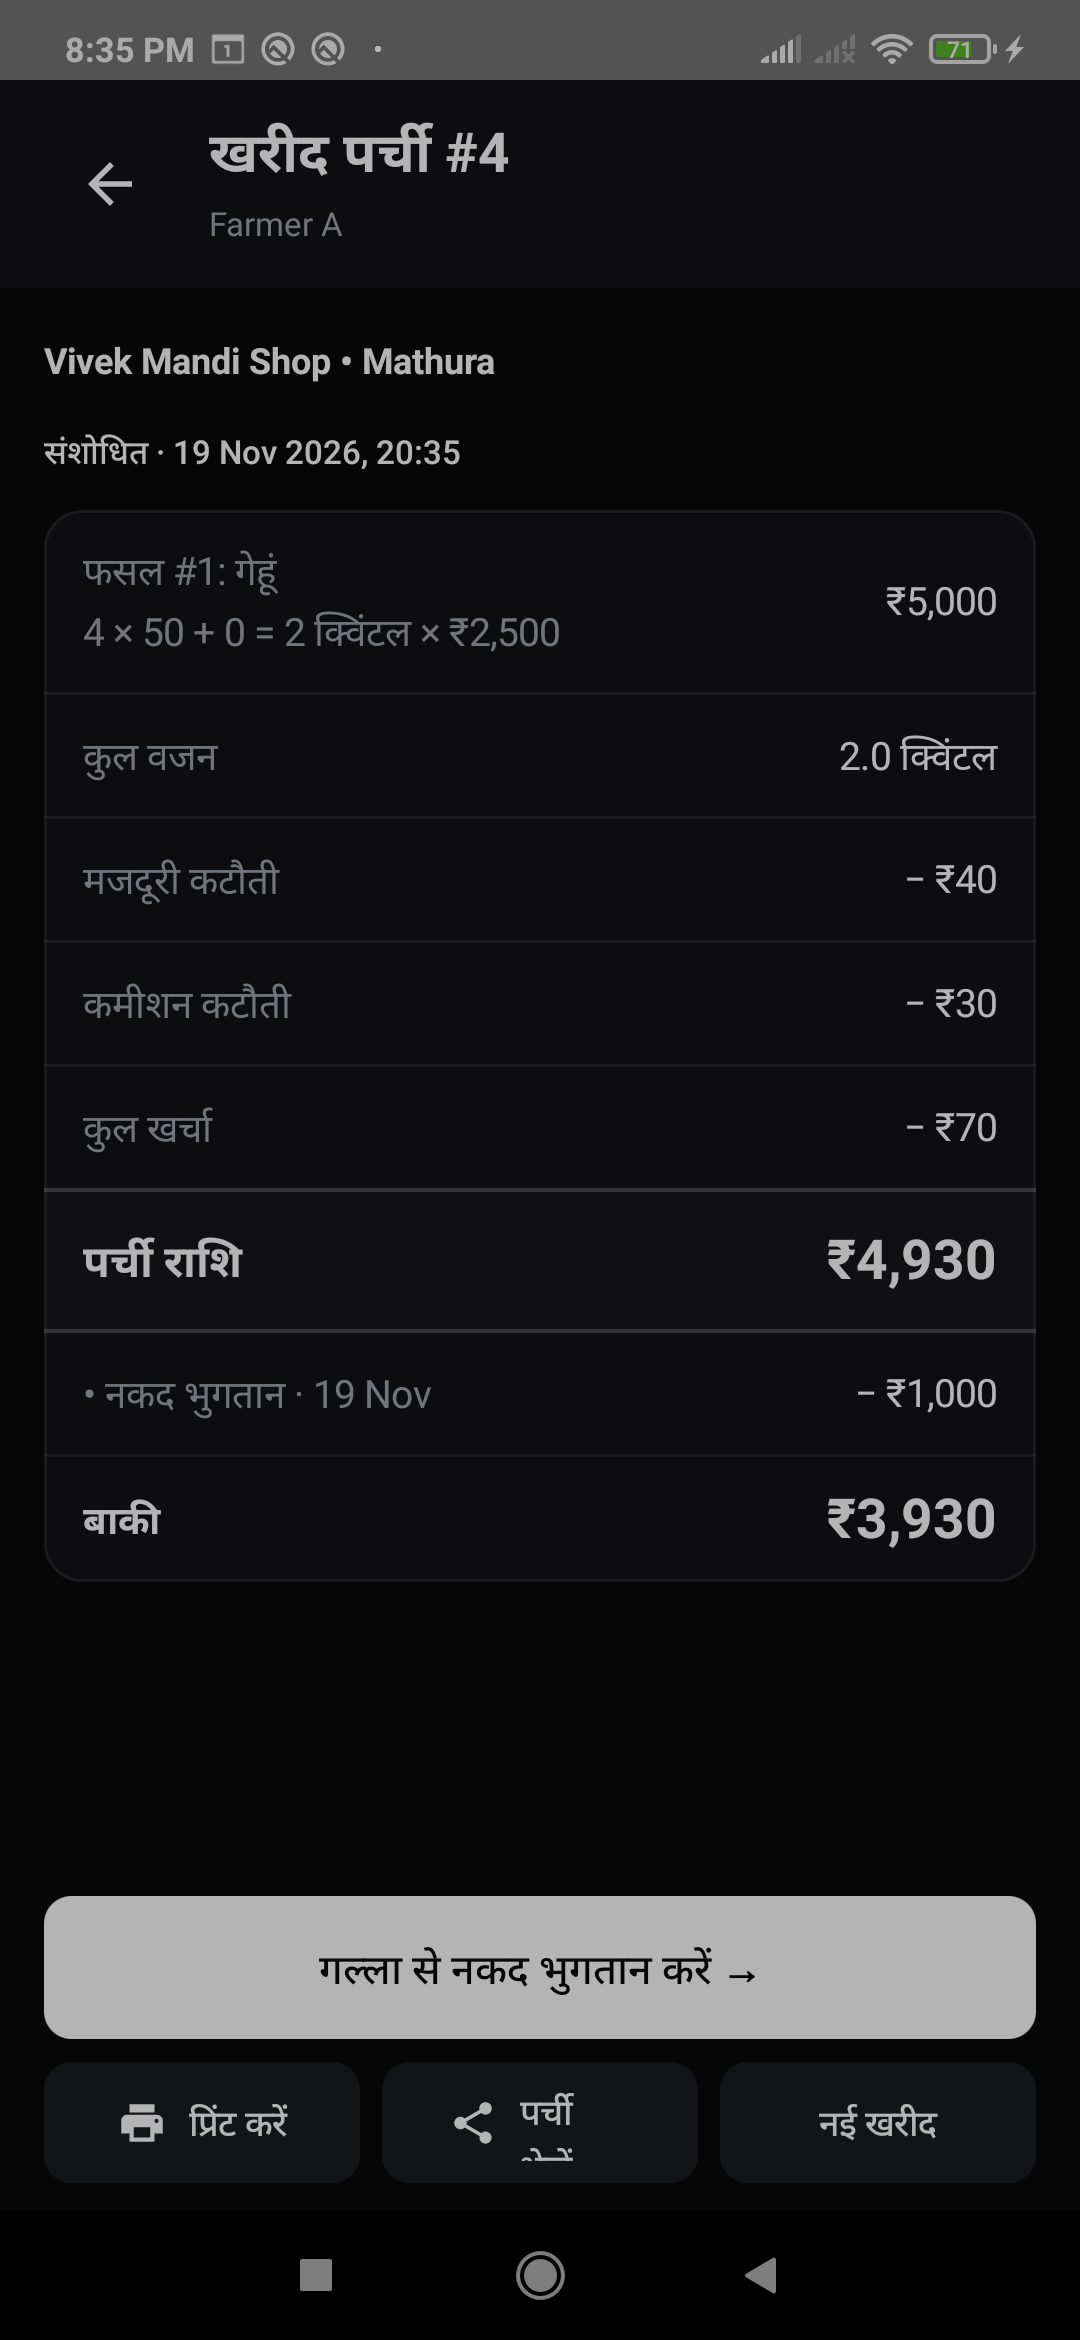 8:35 PM
71
खरीद पर्ची #4
Farmer A
Vivek Mandi Shop • Mathura
संशोधित · 19 Nov 2026, 20:35
फसल #1: गेहूं
4 × 50 + 0 = 2 क्विंटल × ₹2,500
₹5,000
कुल वजन
2.0 क्विंटल
मजदूरी कटौती
− ₹40
कमीशन कटौती
− ₹30
कुल खर्चा
− ₹70
पर्ची राशि
₹4,930
• नकद भुगतान · 19 Nov
− ₹1,000
बाकी
₹3,930
गल्ला से नकद भुगतान करें →
प्रिंट करें
पर्ची
नई खरीद